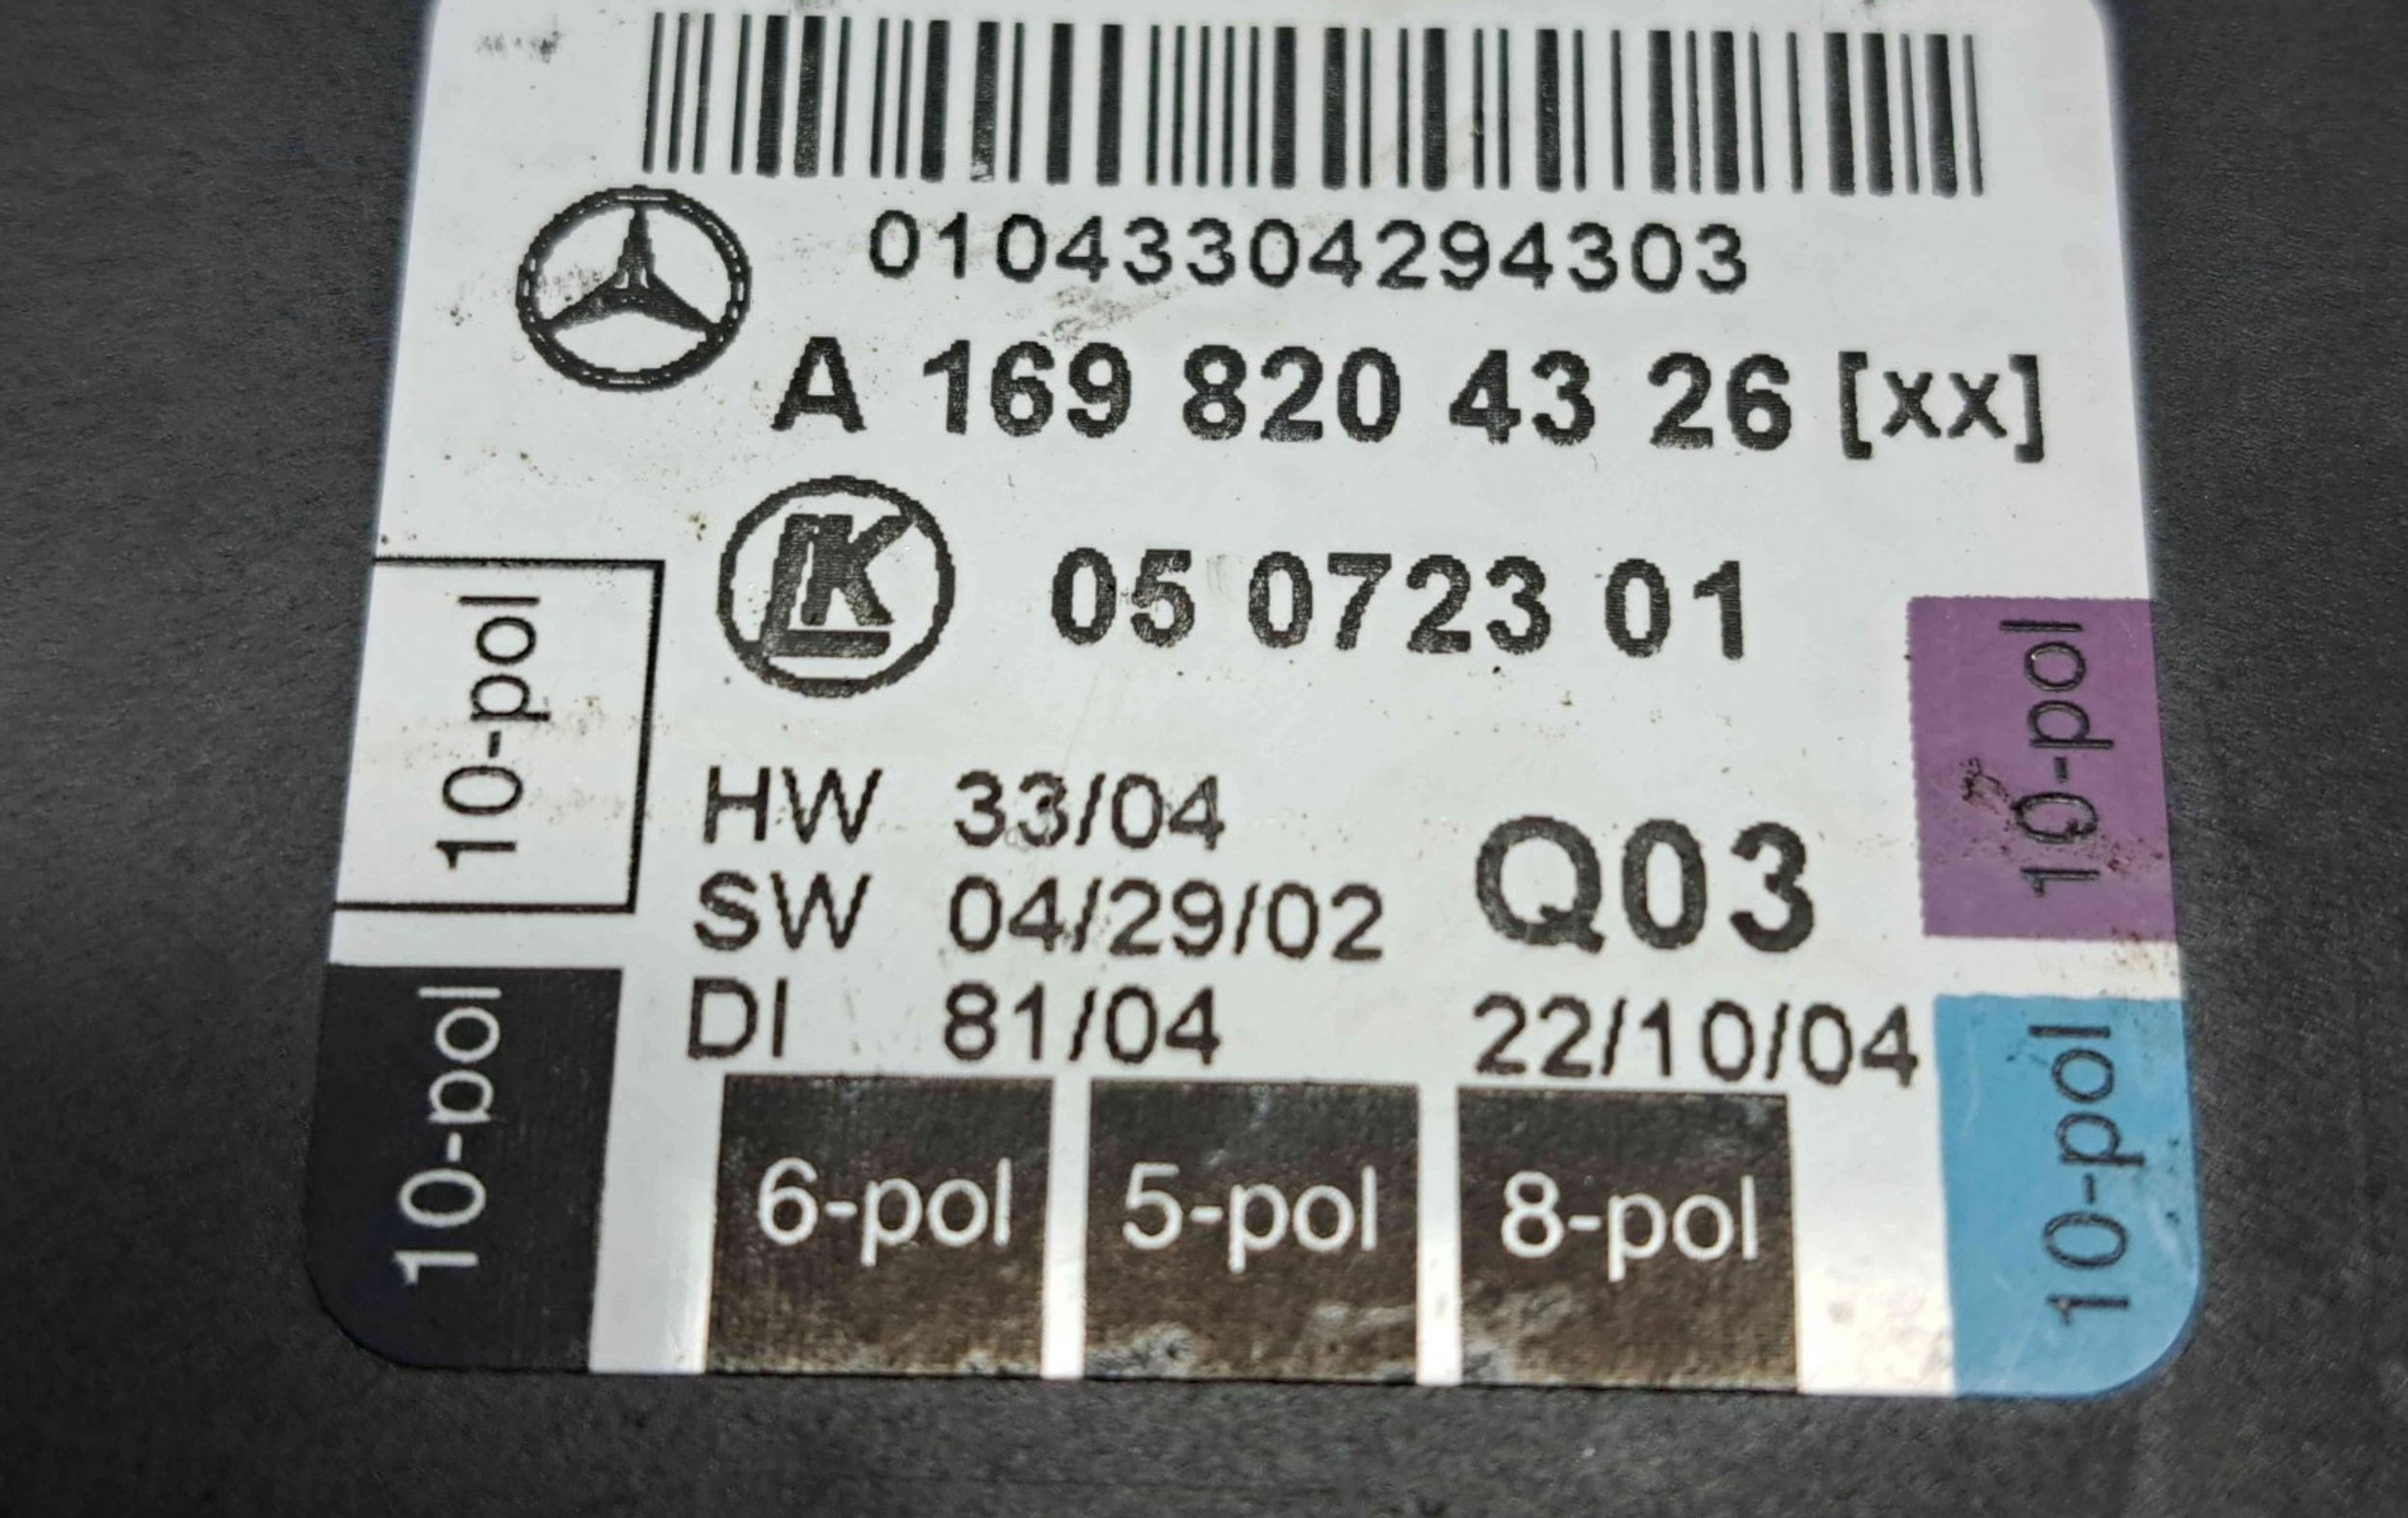 01043304294303
A 169 820 43 26 [xx]
LK 05 0723 01
10-pol
10-pol
HW 33/04
SW 04/29/02 Q03
DI 81/04 22/10/04
10-pol
10-pol
6-pol 5-pol 8-pol